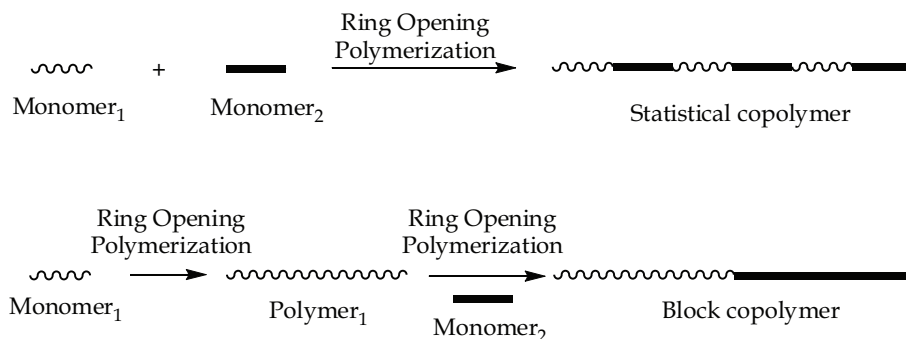 Ring Opening
Polymerization
+
Monomer₁
Monomer₂
Statistical copolymer
Ring Opening
Polymerization
Ring Opening
Polymerization
Monomer₁
Polymer₁
Monomer₂
Block copolymer